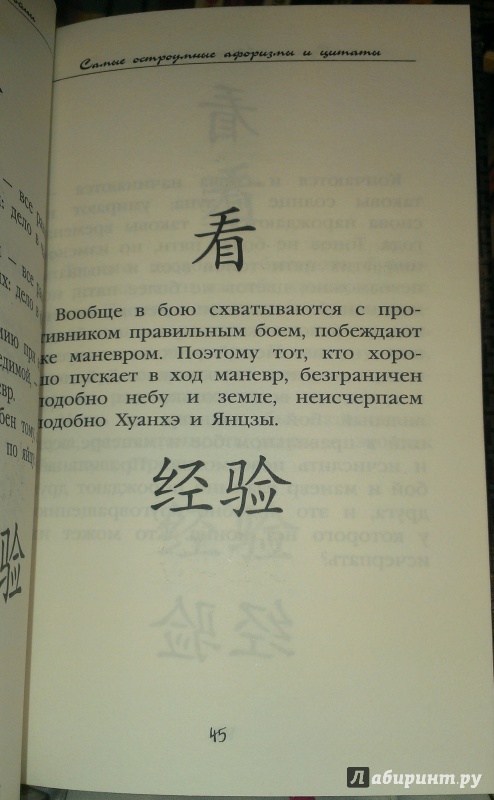 Самые остроумные афоризмы и цитаты
看
Вообще в бою схватываются с про-
тивником правильным боем, побеждают
же маневром. Поэтому тот, кто хоро-
шо пускает в ход маневр, безграничен
подобно небу и земле, неисчерпаем
подобно Хуанхэ и Янцзы.
经验
45
Лабиринт.ру